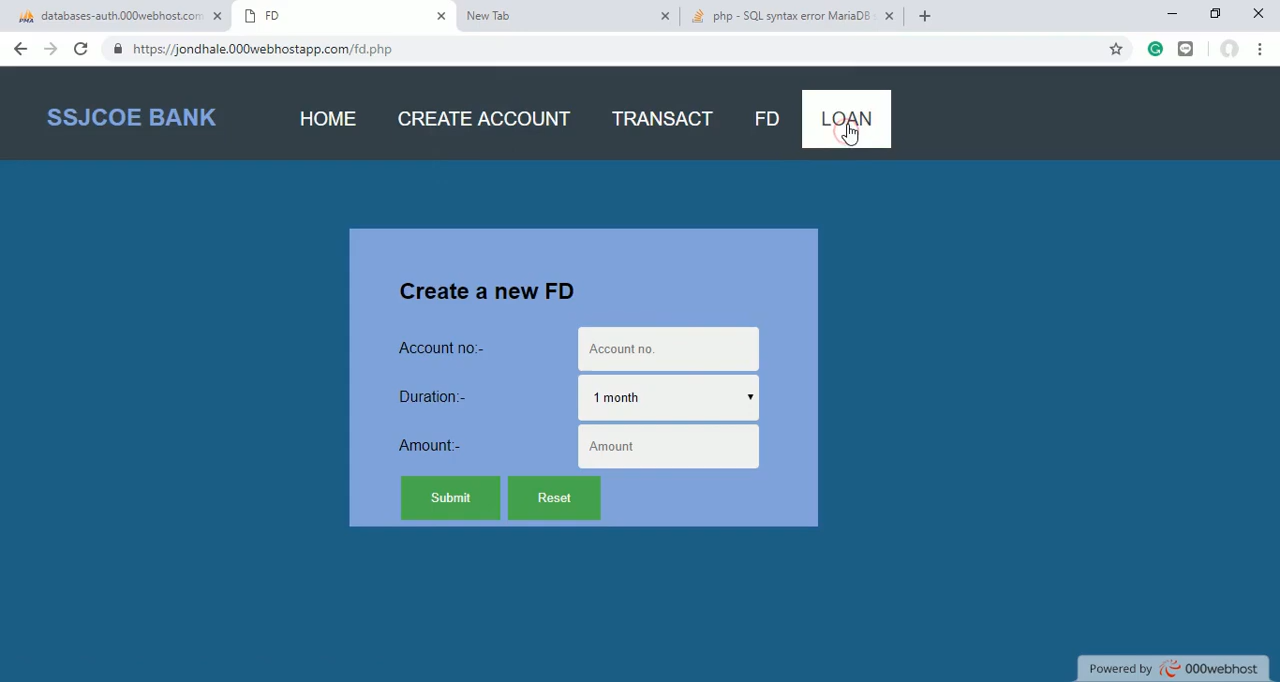 databases-auth.000webhost.com
FD
New Tab
php - SQL syntax error MariaDB s
https://jondhale.000webhostapp.com/fd.php
SSJCOE BANK
HOME
CREATE ACCOUNT
TRANSACT
FD
LOAN
Create a new FD
Account no:-
Account no.
Duration:-
1 month
Amount:-
Amount
Submit
Reset
Powered by 000webhost